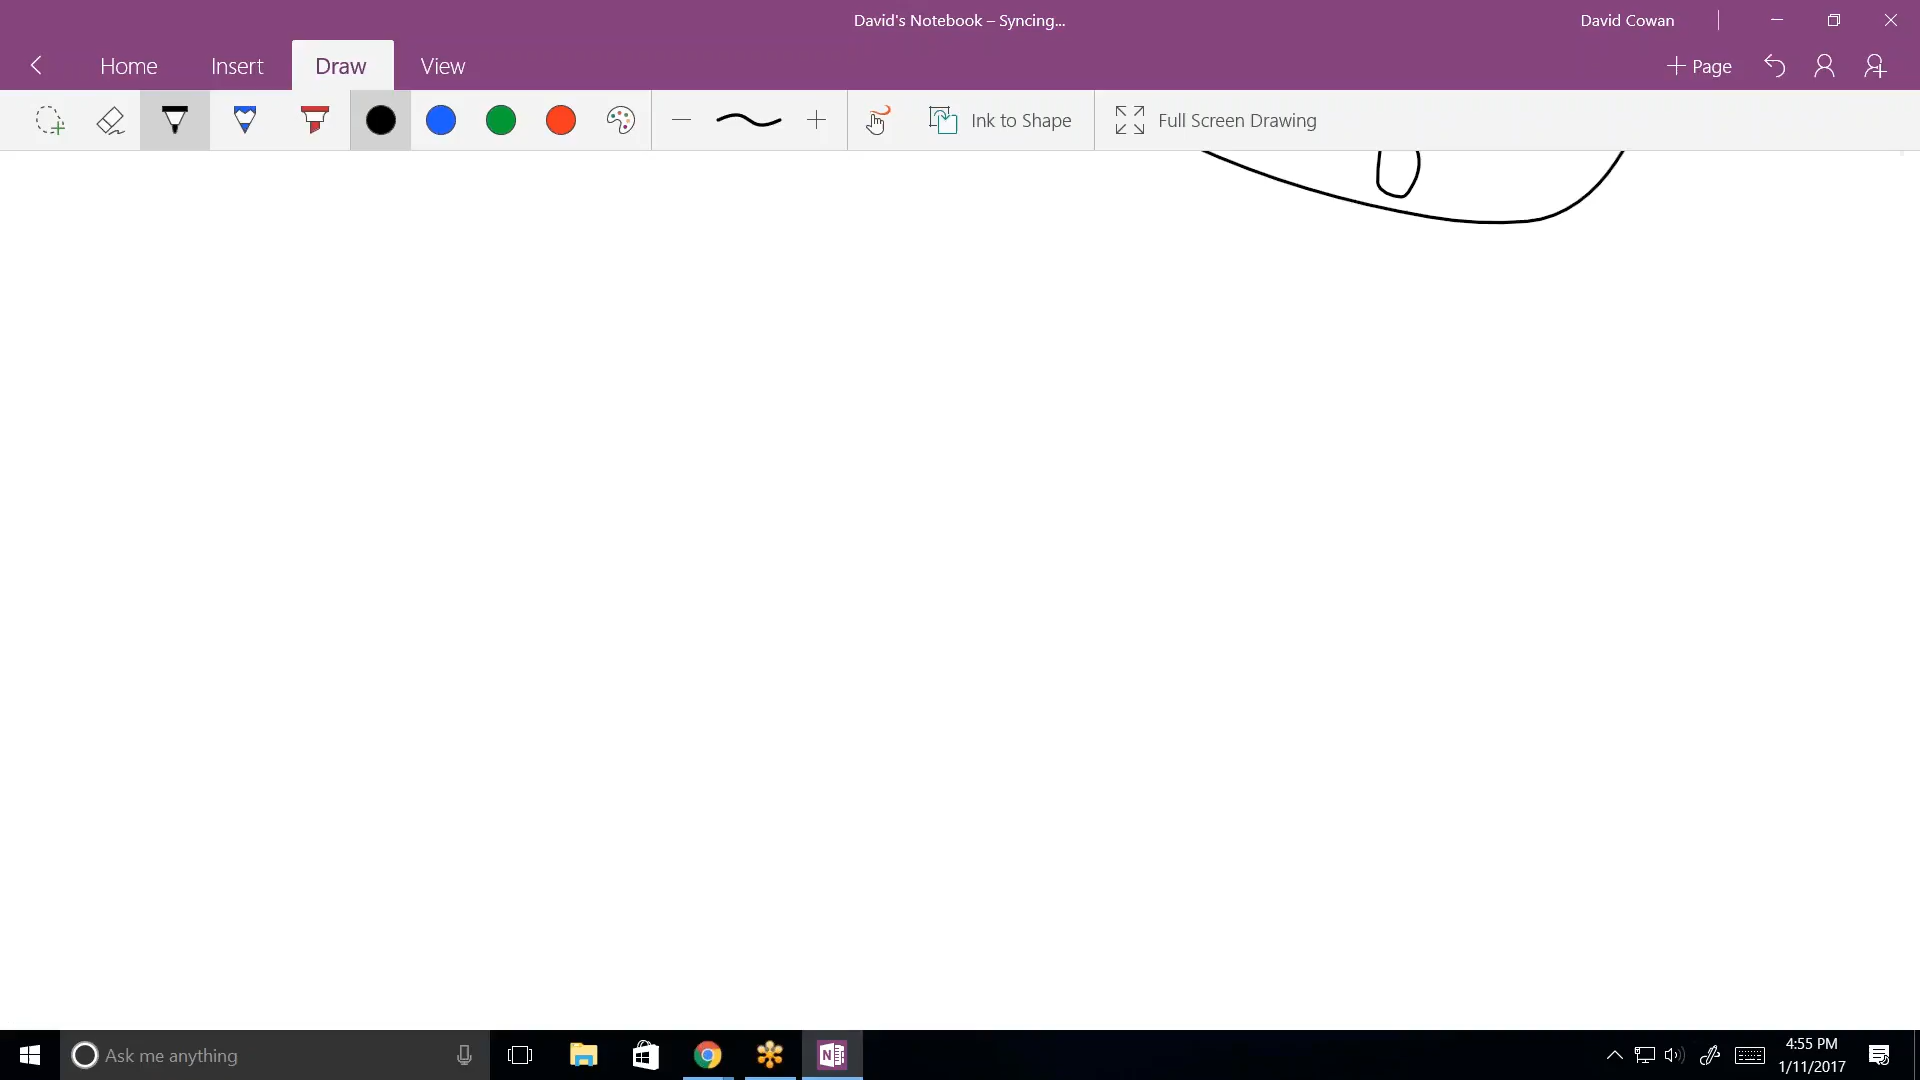 David's Notebook – Syncing...
David Cowan
Home
Insert
Draw
View
Page
Ink to Shape
Full Screen Drawing
Ask me anything
N
4:55 PM
1/11/2017